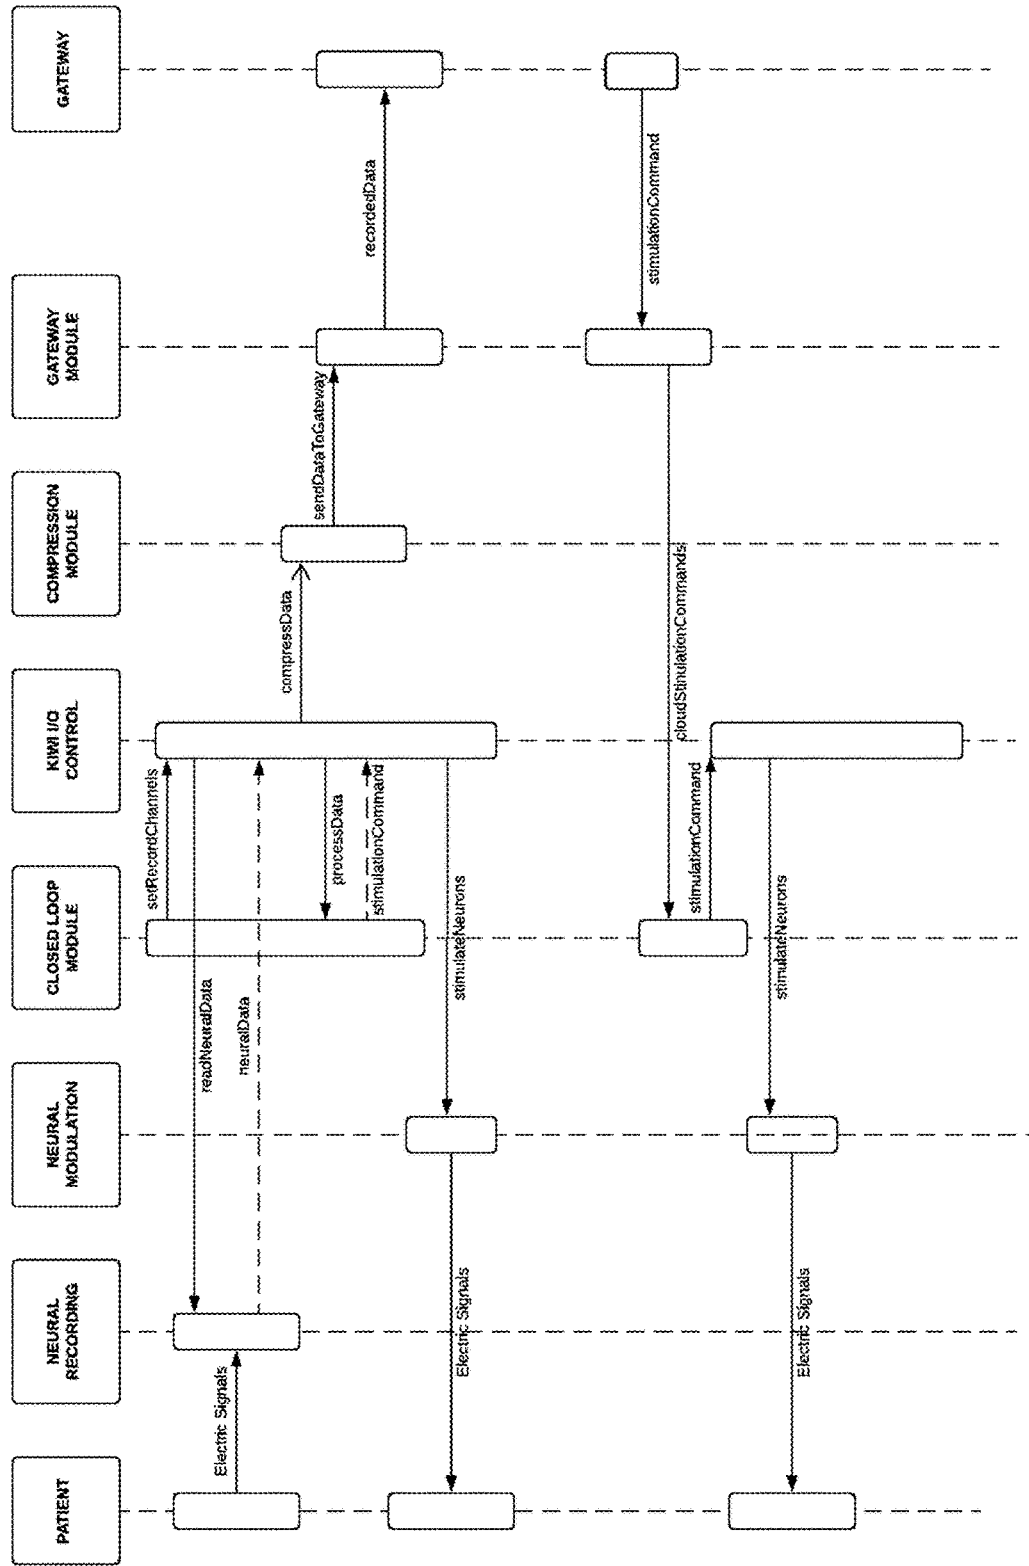 PATIENT
NEURAL
RECORDING
NEURAL
MODULATION
CLOSED LOOP
MODULE
KIWI I/O
CONTROL
COMPRESSION
MODULE
GATEWAY
MODULE
GATEWAY
setRecordChannels
readNeuralData
Electric Signals
neuralData
compressData
sendDataToGateway
processData
recordedData
stimulationCommand
stimulateNeurons
Electric Signals
stimulationCommand
cloudStinulationCommands
stimulationCommand
stimulateNeurons
Electric Signals